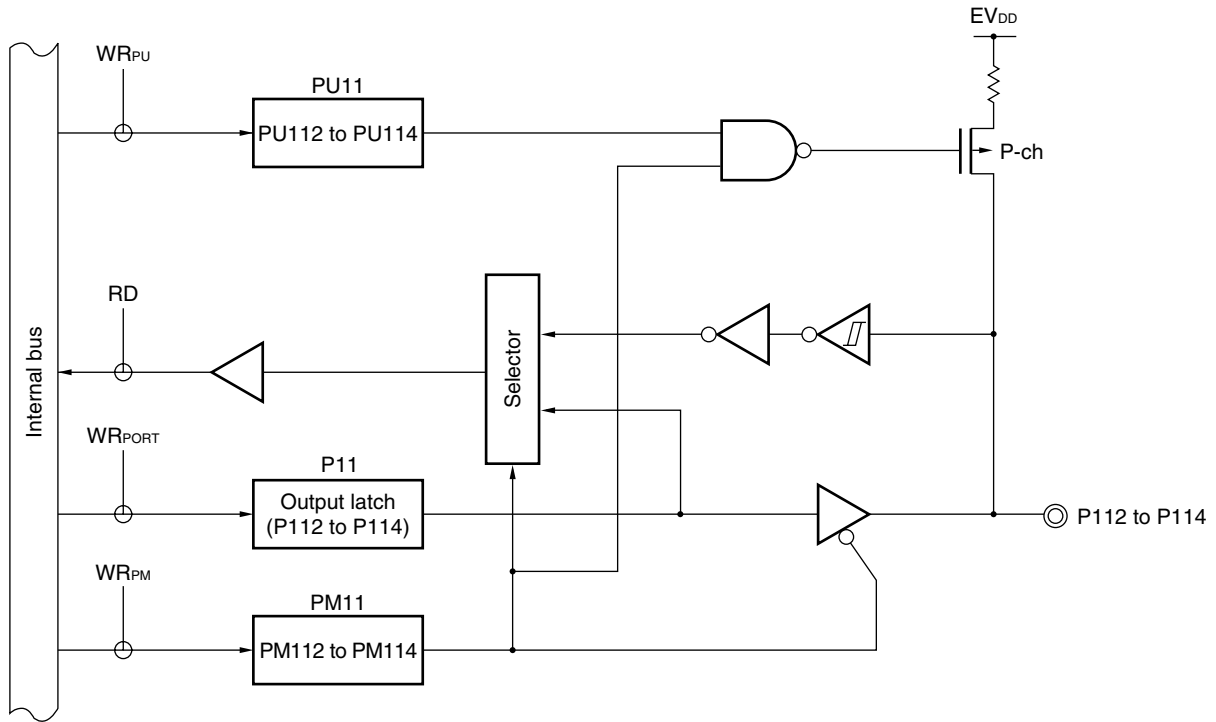 EVDD
WRPU
PU11
PU112 to PU114
P-ch
RD
Internal bus
Selector
WRPORT
P11
Output latch
(P112 to P114)
P112 to P114
WRPM
PM11
PM112 to PM114